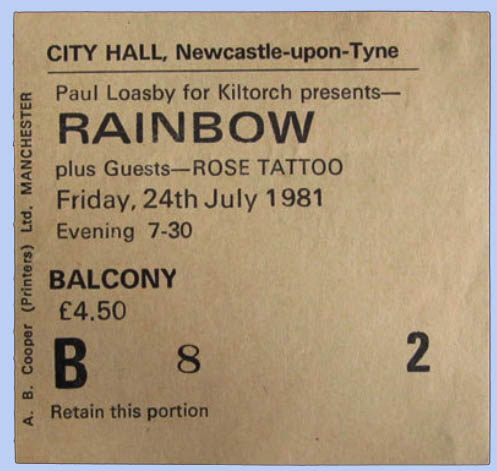 CITY HALL, Newcastle-upon-Tyne
Paul Loasby for Kiltorch presents—
RAINBOW
plus Guests—ROSE TATTOO
Friday, 24th July 1981
Evening 7-30
BALCONY
£4.50
B 8 2
Retain this portion
A. B. Cooper (Printers) Ltd. MANCHESTER